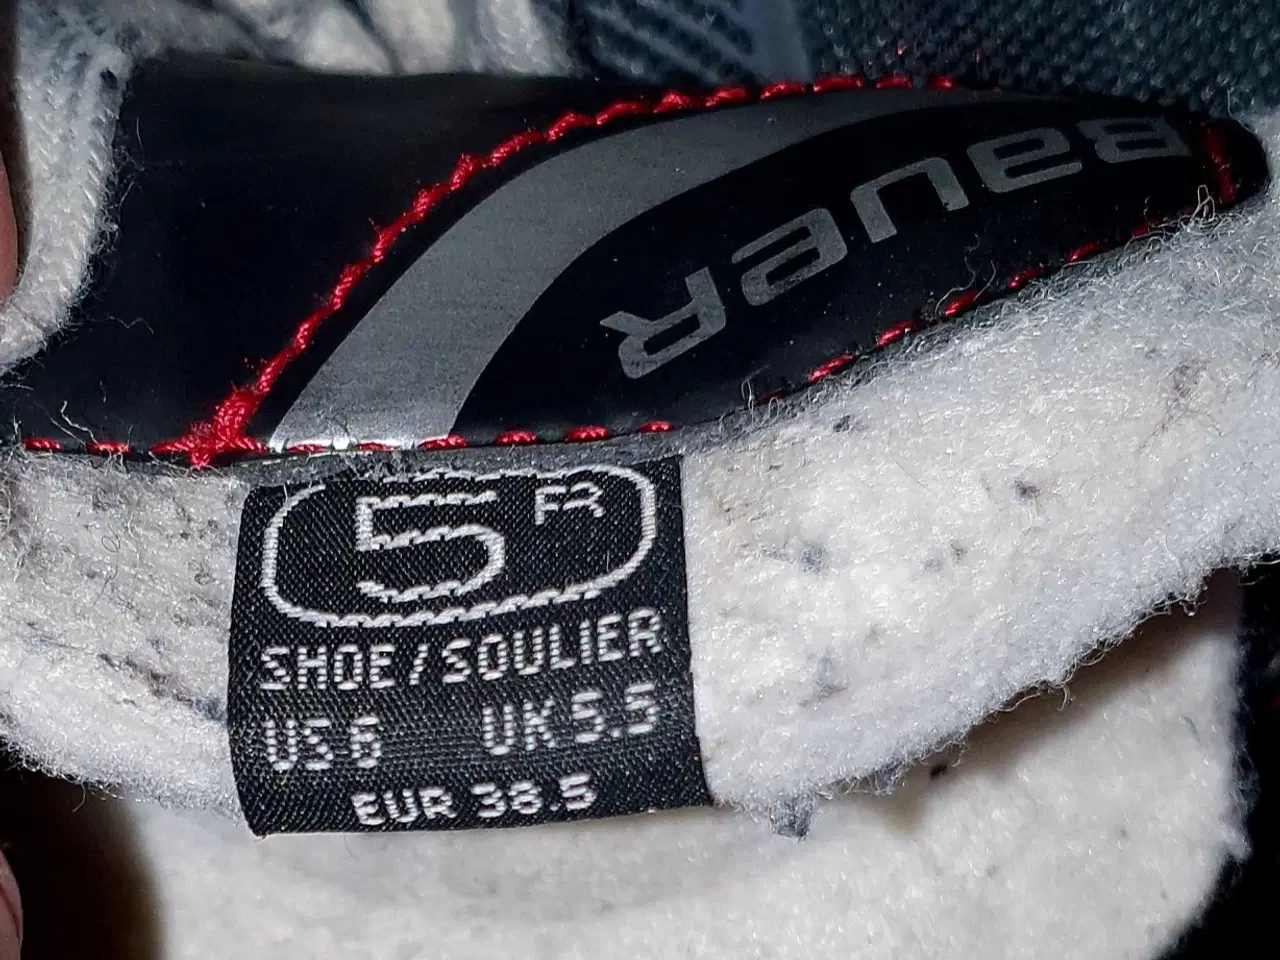 BAUER
5 FR
SHOE/SOULIER
US 6 UK 5.5
EUR 38.5